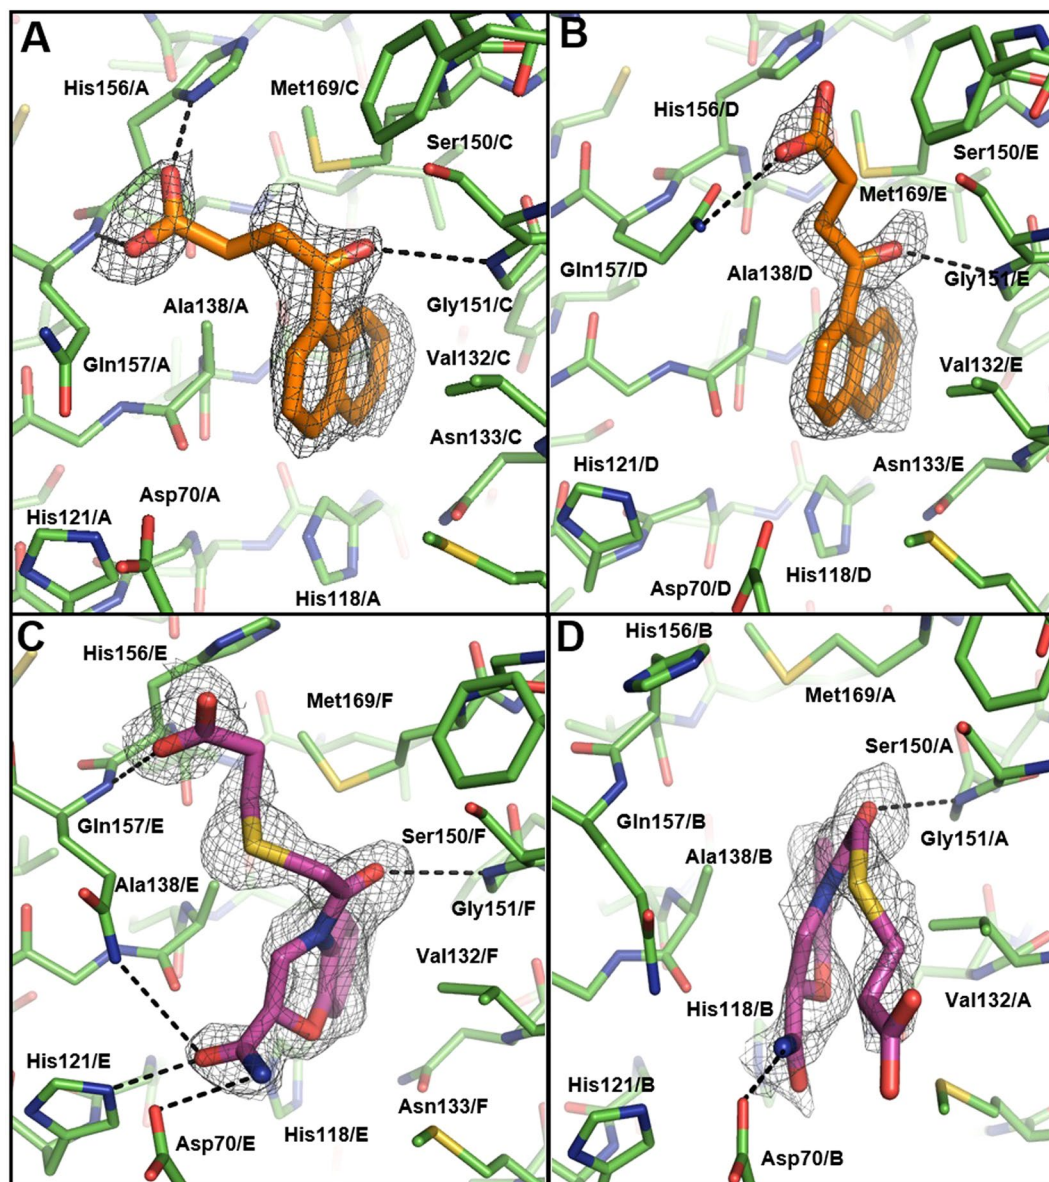 A
His156/A
Met169/C
Ser150/C
Gly151/C
Ala138/A
Val132/C
Gln157/A
Asn133/C
Asp70/A
His121/A
His118/A
B
His156/D
Ser150/E
Met169/E
Gln157/D
Ala138/D
Gly151/E
Val132/E
His121/D
Asn133/E
Asp70/D
His118/D
C
His156/E
Met169/F
Gln157/E
Ser150/F
Ala138/E
Gly151/F
Val132/F
His121/E
Asn133/F
Asp70/E
His118/E
D
His156/B
Met169/A
Ser150/A
Gln157/B
Gly151/A
Ala138/B
His118/B
Val132/A
His121/B
Asp70/B